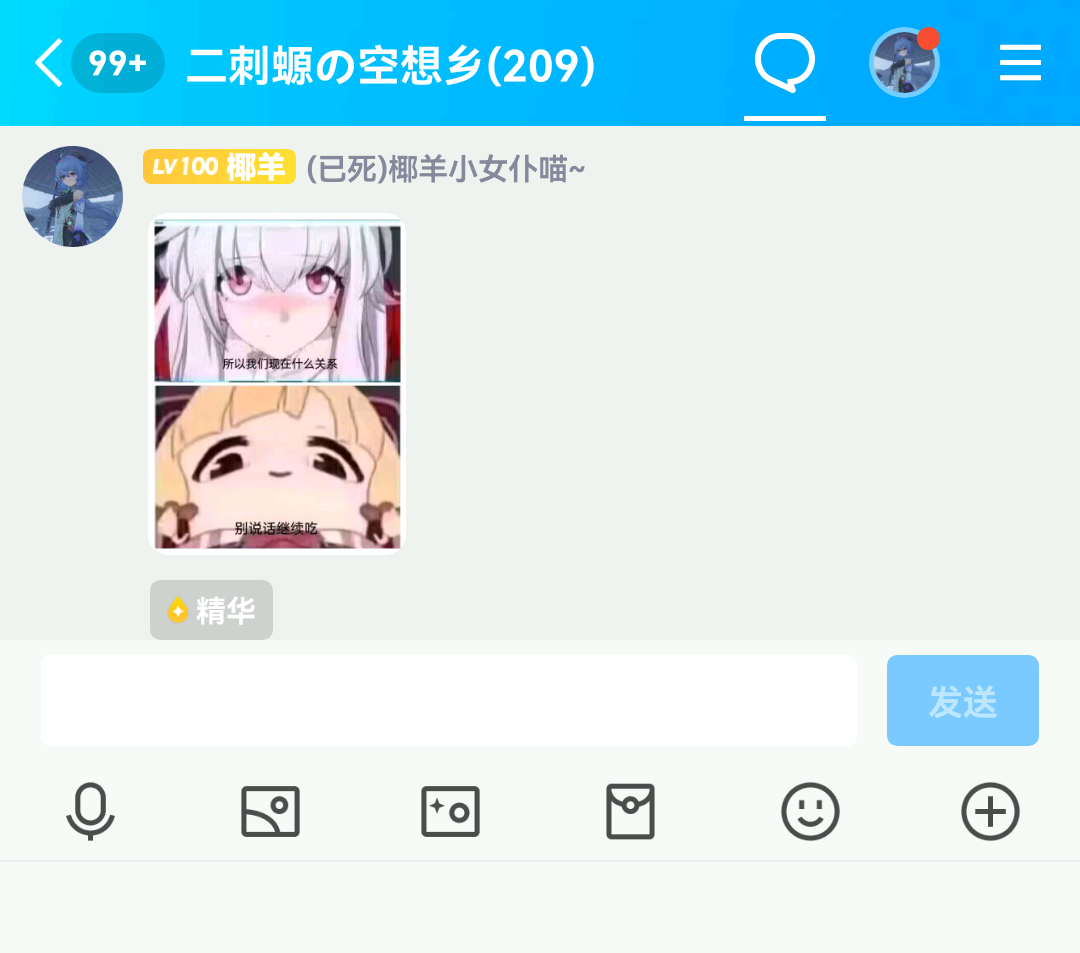 99+ 二刺螈の空想乡(209)
LV100 椰羊 (已死)椰羊小女仆喵~
所以我们现在什么关系
别说话继续吃
精华
发送